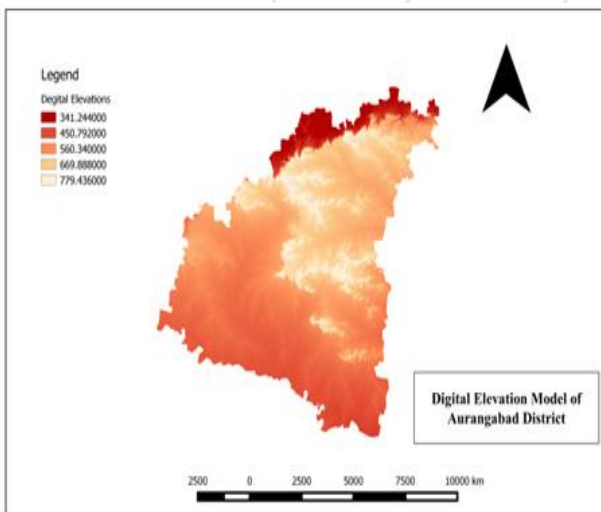 Legend
Degital Elevations
341.244000
450.792000
560.340000
669.888000
779.436000
Digital Elevation Model of
Aurangabad District
2500 0 2500 5000 7500 10000 km